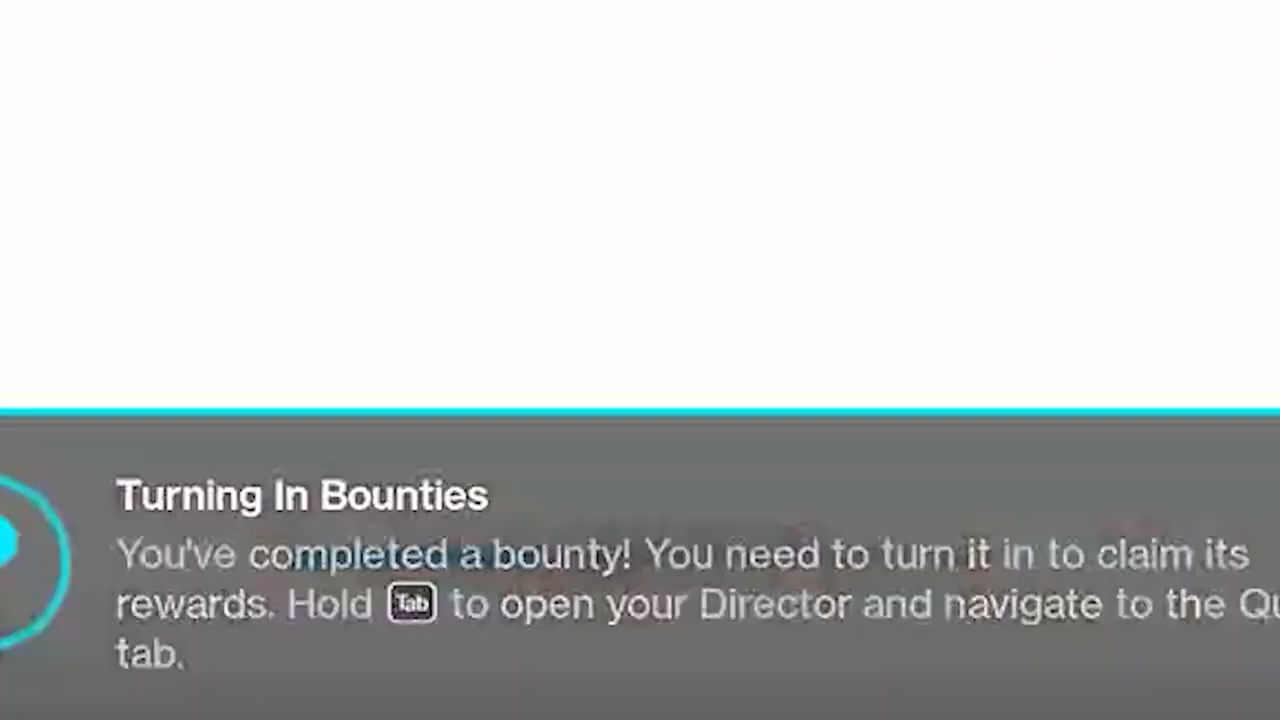 Turning In Bounties
You've completed a bounty! You need to turn it in to claim its
rewards. Hold Tab to open your Director and navigate to the
tab.